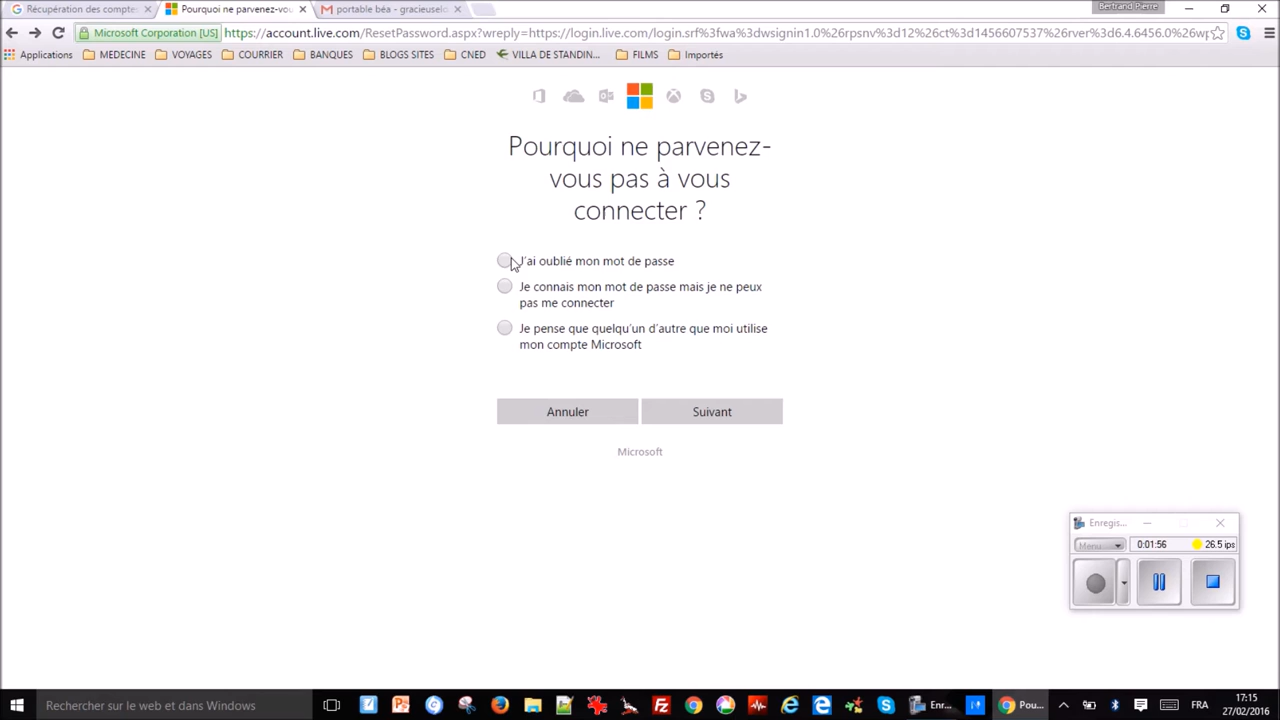 Récupération des compte
Pourquoi ne parvenez-vou
portable béa - gracieuselo
Bertrand Pierre
Microsoft Corporation [US]
https://account.live.com/ResetPassword.aspx?wreply=https://login.live.com/login.srf%3fwa%3dwsignin1.0%26rpsnv%3d12%26ct%3d1456607537%26rver%3d6.4.6456.0%26wp
Applications MEDECINE VOYAGES COURRIER BANQUES BLOGS SITES CNED VILLA DE STANDIN... FILMS Importés
Pourquoi ne parvenez-
vous pas à vous
connecter ?
J'ai oublié mon mot de passe
Je connais mon mot de passe mais je ne peux
pas me connecter
Je pense que quelqu'un d'autre que moi utilise
mon compte Microsoft
Annuler Suivant
Microsoft
Enregis...
Menu 0:01:56 26.5 ips
Rechercher sur le web et dans Windows
Enr...
Pou...
FRA
17:15
27/02/2016